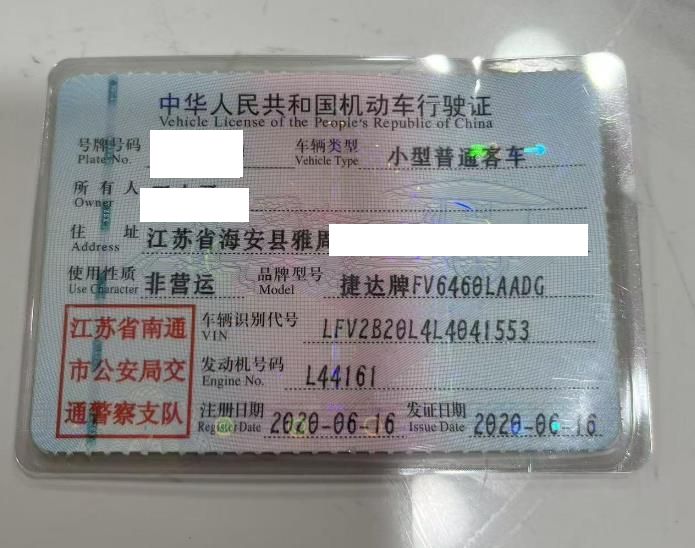 中华人民共和国机动车行驶证
Vehicle License of the People's Republic of China
号牌号码
Plate No.
车辆类型
Vehicle Type
小型普通客车
所有人
Owner
住址
Address
江苏省海安县雅周
使用性质
Use Character
非营运
品牌型号
Model
捷达牌FV6460LAADG
江苏省南通
市公安局交
通警察支队
车辆识别代号
VIN
LFV2B20L4L4041553
发动机号码
Engine No.
L44161
注册日期
Register Date
2020-06-16
发证日期
Issue Date
2020-06-16